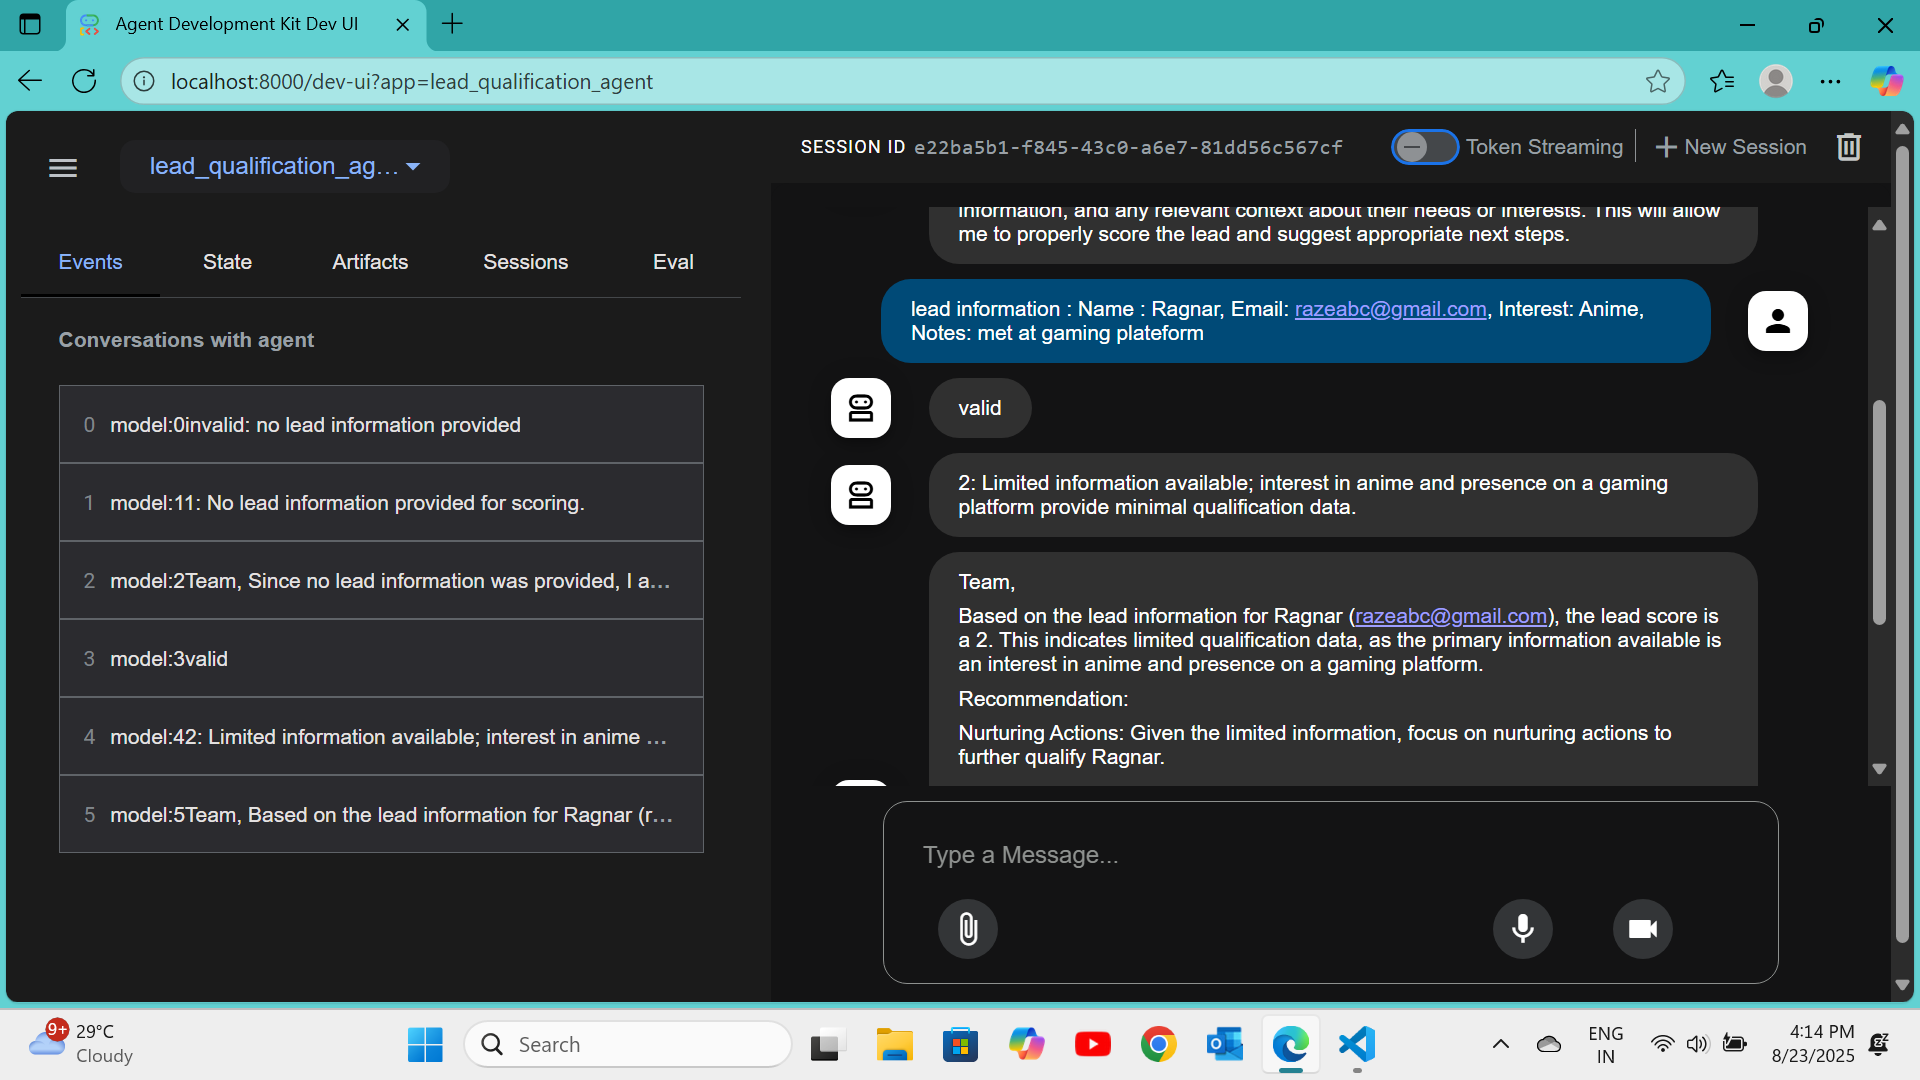 Agent Development Kit Dev UI
localhost:8000/dev-ui?app=lead_qualification_agent
lead_qualification_ag...
SESSION ID e22ba5b1-f845-43c0-a6e7-81dd56c567cf
Token Streaming
New Session
Events
State
Artifacts
Sessions
Eval
Conversations with agent
0 model:0invalid: no lead information provided
1 model:11: No lead information provided for scoring.
2 model:2Team, Since no lead information was provided, I a...
3 model:3valid
4 model:42: Limited information available; interest in anime ...
5 model:5Team, Based on the lead information for Ragnar (r...
information, and any relevant context about their needs or interests. This will allow
me to properly score the lead and suggest appropriate next steps.
lead information : Name : Ragnar, Email: razeabc@gmail.com, Interest: Anime,
Notes: met at gaming plateform
valid
2: Limited information available; interest in anime and presence on a gaming
platform provide minimal qualification data.
Team,
Based on the lead information for Ragnar (razeabc@gmail.com), the lead score is
a 2. This indicates limited qualification data, as the primary information available is
an interest in anime and presence on a gaming platform.
Recommendation:
Nurturing Actions: Given the limited information, focus on nurturing actions to
further qualify Ragnar.
Type a Message...
9+
29°C
Cloudy
Search
ENG
IN
4:14 PM
8/23/2025